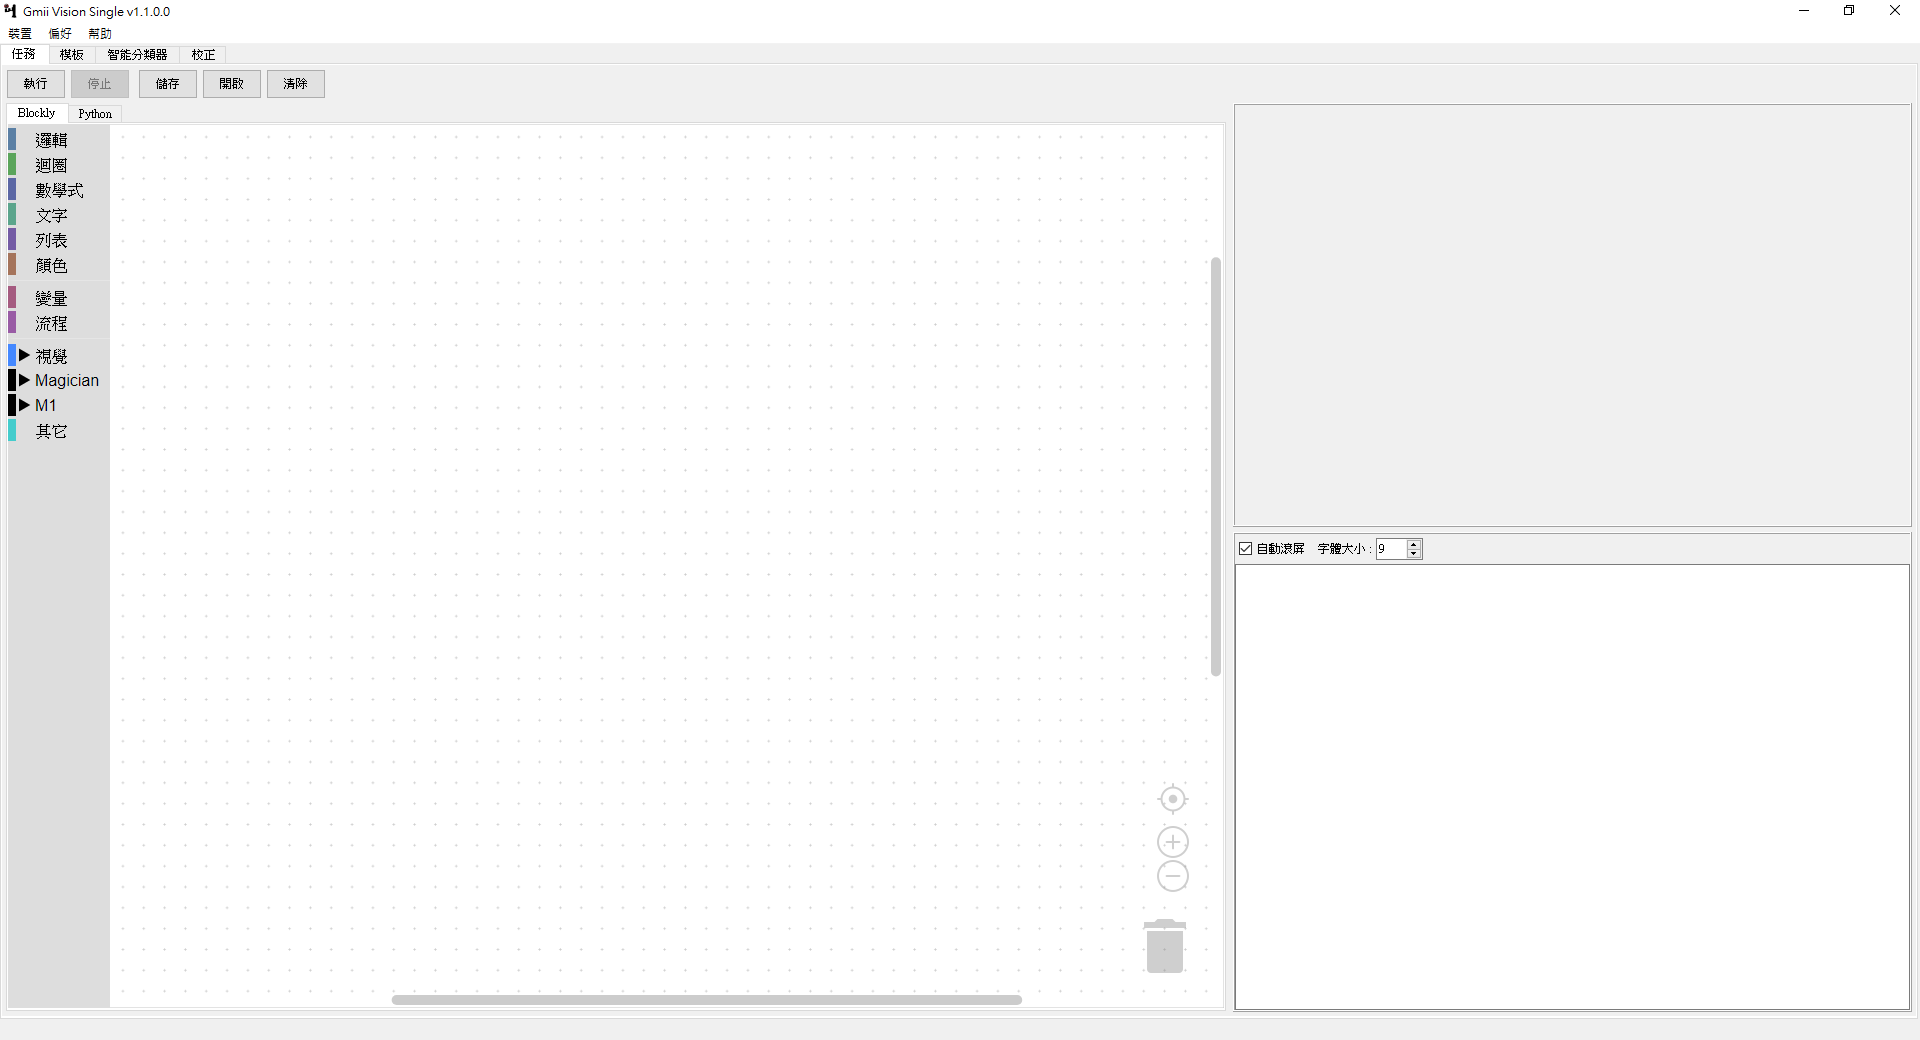 Gmii Vision Single v1.1.0.0
裝置 偏好 幫助
任務 模板 智能分類器 校正
執行 停止 儲存 開啟 清除
Blockly Python
邏輯
迴圈
數學式
文字
列表
顏色
變量
流程
視覺
Magician
M1
其它
自動滾屏 字體大小 : 9